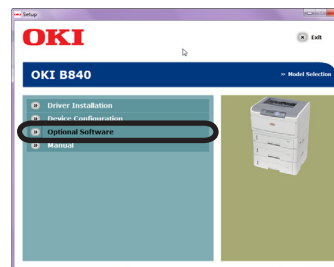 Setup
OKI
Exit
OKI B840
Model Selection
Driver Installation
Device Configuration
Optional Software
Manual